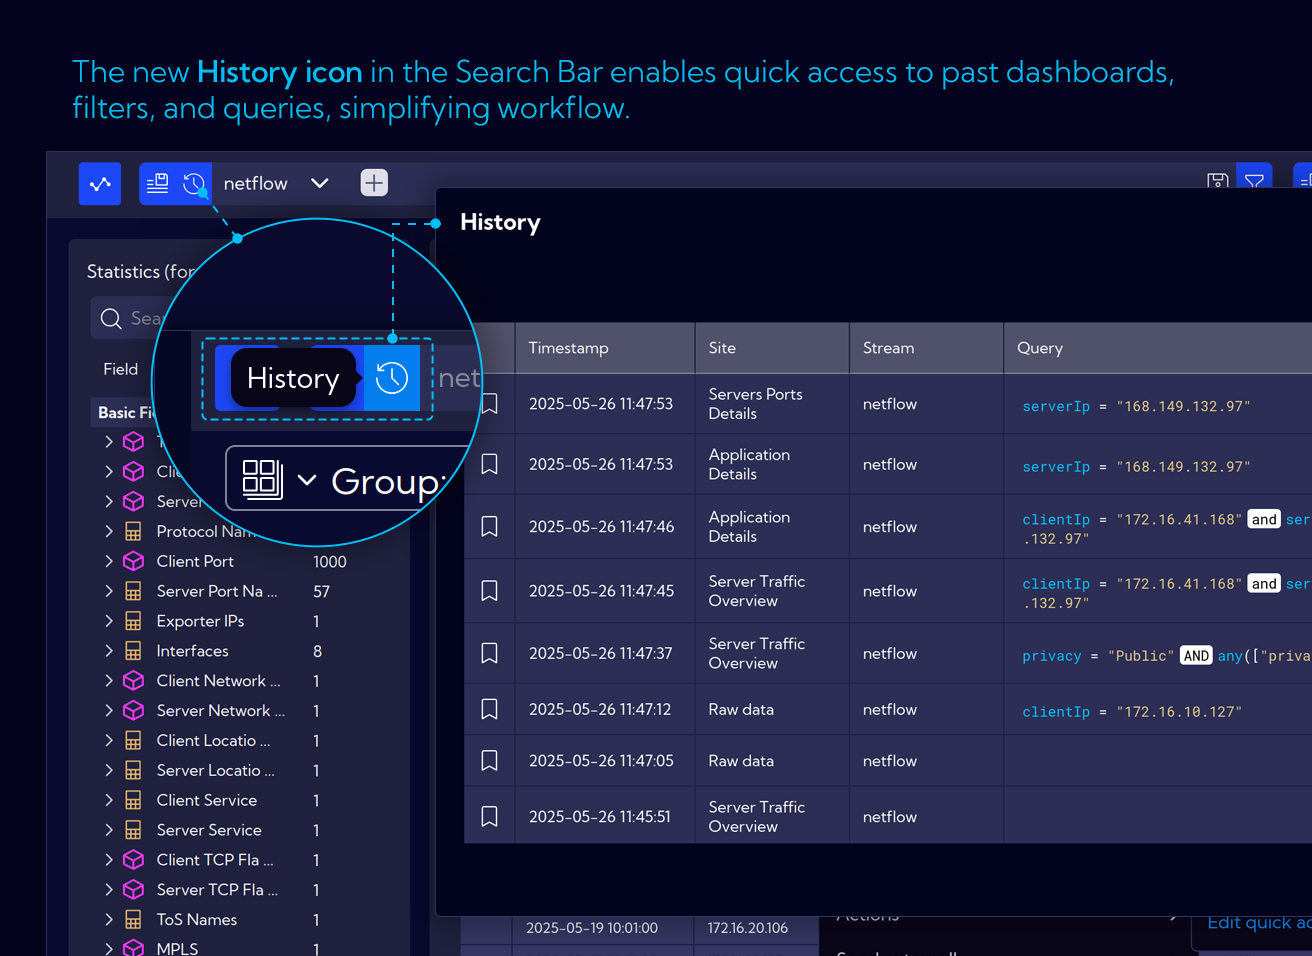 The new History icon in the Search Bar enables quick access to past dashboards,
filters, and queries, simplifying workflow.
netflow
History
Statistics (for
Sear
Field
Basic Fi
History
net
Group:
Timestamp Site Stream Query
2025-05-26 11:47:53 Servers Ports Details netflow serverIp = "168.149.132.97"
2025-05-26 11:47:53 Application Details netflow serverIp = "168.149.132.97"
2025-05-26 11:47:46 Application Details netflow clientIp = "172.16.41.168" and ser
.132.97"
2025-05-26 11:47:45 Server Traffic Overview netflow clientIp = "172.16.41.168" and ser
.132.97"
2025-05-26 11:47:37 Server Traffic Overview netflow privacy = "Public" AND any(["priva
2025-05-26 11:47:12 Raw data netflow clientIp = "172.16.10.127"
2025-05-26 11:47:05 Raw data netflow
2025-05-26 11:45:51 Server Traffic Overview netflow
Clie
Server
Protocol Nam
Client Port 1000
Server Port Na ... 57
Exporter IPs 1
Interfaces 8
Client Network ... 1
Server Network ... 1
Client Locatio ... 1
Server Locatio ... 1
Client Service 1
Server Service 1
Client TCP Fla ... 1
Server TCP Fla ... 1
ToS Names 1
MPLS 1
2025-05-19 10:01:00 172.16.20.106
Actions
Edit quick ac